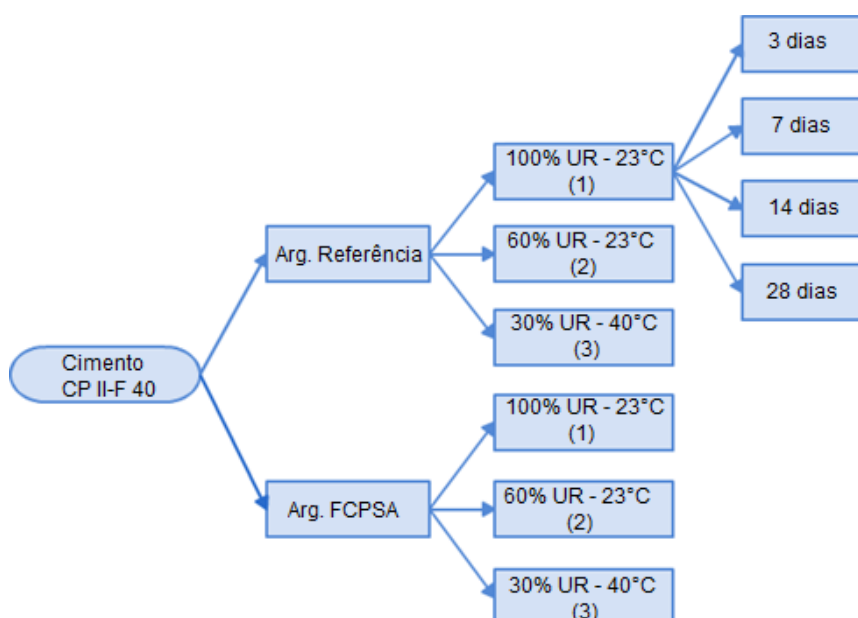 Cimento
CP II-F 40
Arg. Referência
100% UR - 23°C
(1)
60% UR - 23°C
(2)
30% UR - 40°C
(3)
3 dias
7 dias
14 dias
28 dias
Arg. FCPSA
100% UR - 23°C
(1)
60% UR - 23°C
(2)
30% UR - 40°C
(3)